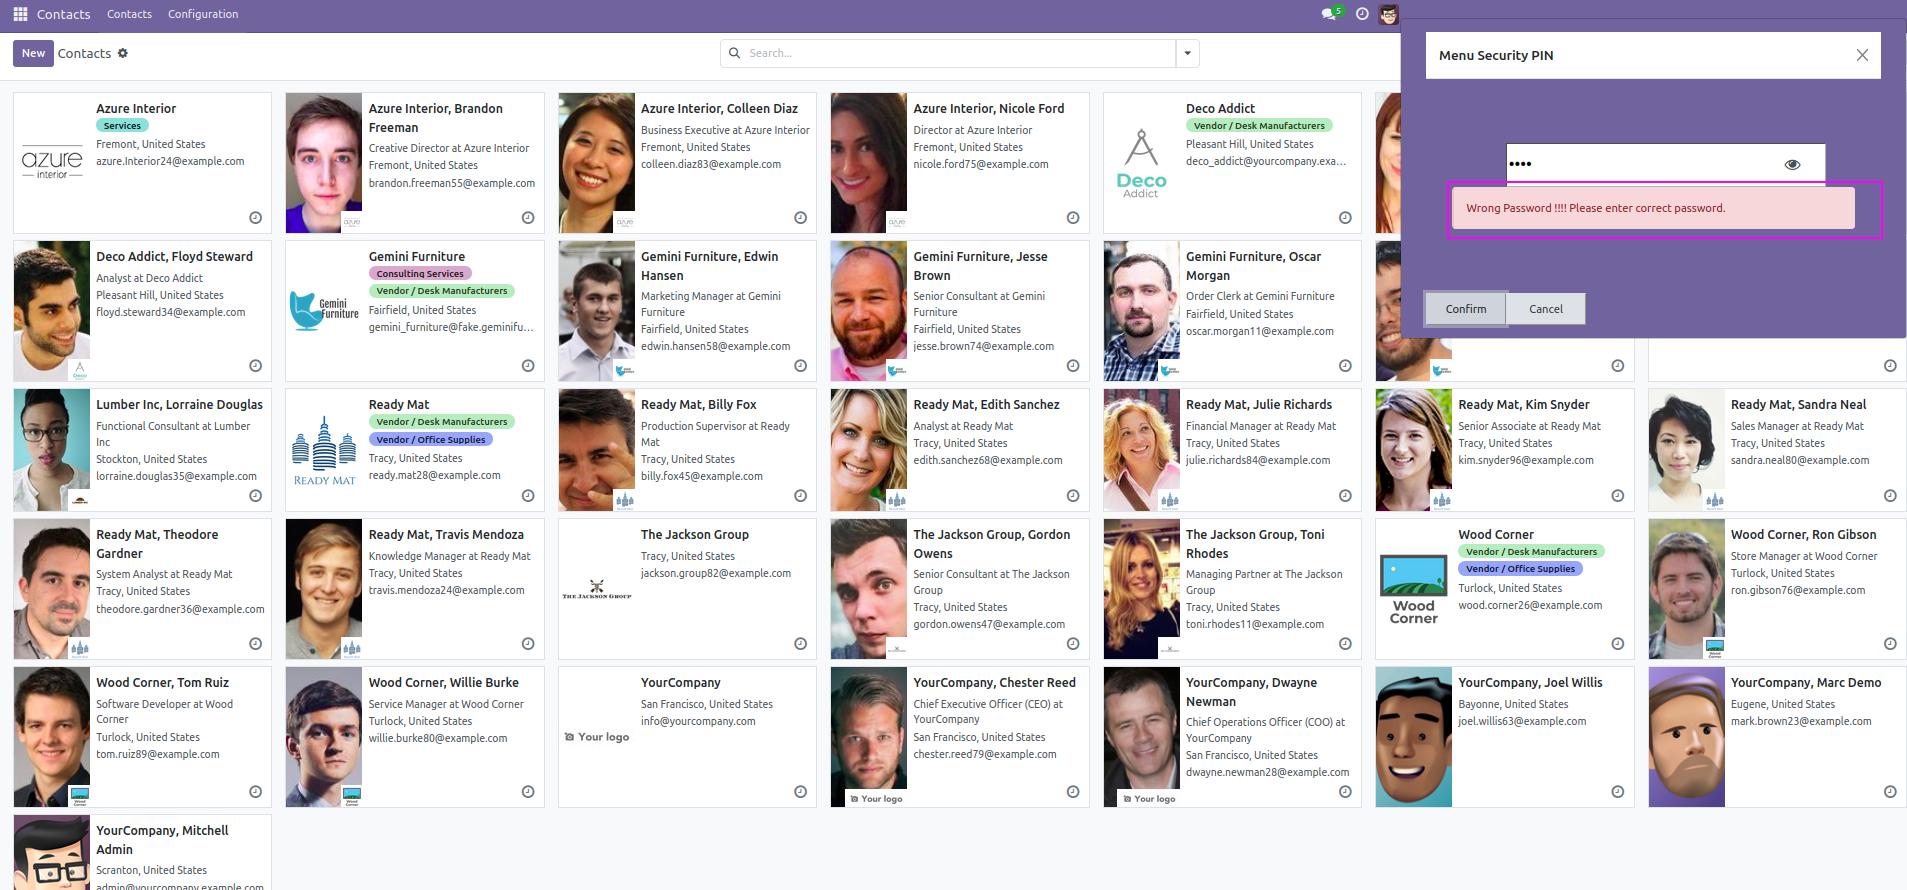 Contacts Contacts Configuration 5
New Contacts Search...
Menu Security PIN
••••
Wrong Password !!!! Please enter correct password.
Confirm Cancel
Azure Interior
Services
Fremont, United States
azure.Interior24@example.com
azure
interior
Azure Interior, Brandon
Freeman
Creative Director at Azure Interior
Fremont, United States
brandon.freeman55@example.com
Azure Interior, Colleen Diaz
Business Executive at Azure Interior
Fremont, United States
colleen.diaz83@example.com
Azure Interior, Nicole Ford
Director at Azure Interior
Fremont, United States
nicole.ford75@example.com
Deco Addict
Vendor / Desk Manufacturers
Pleasant Hill, United States
deco_addict@yourcompany.exa...
Deco
Addict
Deco Addict, Floyd Steward
Analyst at Deco Addict
Pleasant Hill, United States
floyd.steward34@example.com
Gemini Furniture
Consulting Services
Vendor / Desk Manufacturers
Fairfield, United States
gemini_furniture@fake.geminifu...
Gemini
Furniture
Gemini Furniture, Edwin
Hansen
Marketing Manager at Gemini
Furniture
Fairfield, United States
edwin.hansen58@example.com
Gemini Furniture, Jesse
Brown
Senior Consultant at Gemini
Furniture
Fairfield, United States
jesse.brown74@example.com
Gemini Furniture, Oscar
Morgan
Order Clerk at Gemini Furniture
Fairfield, United States
oscar.morgan11@example.com
Lumber Inc, Lorraine Douglas
Functional Consultant at Lumber
Inc
Stockton, United States
lorraine.douglas35@example.com
Ready Mat
Vendor / Desk Manufacturers
Vendor / Office Supplies
Tracy, United States
ready.mat28@example.com
READY MAT
Ready Mat, Billy Fox
Production Supervisor at Ready
Mat
Tracy, United States
billy.fox45@example.com
Ready Mat, Edith Sanchez
Analyst at Ready Mat
Tracy, United States
edith.sanchez68@example.com
Ready Mat, Julie Richards
Financial Manager at Ready Mat
Tracy, United States
julie.richards84@example.com
Ready Mat, Kim Snyder
Senior Associate at Ready Mat
Tracy, United States
kim.snyder96@example.com
Ready Mat, Sandra Neal
Sales Manager at Ready Mat
Tracy, United States
sandra.neal80@example.com
Ready Mat, Theodore
Gardner
System Analyst at Ready Mat
Tracy, United States
theodore.gardner36@example.com
Ready Mat, Travis Mendoza
Knowledge Manager at Ready Mat
Tracy, United States
travis.mendoza24@example.com
The Jackson Group
Tracy, United States
jackson.group82@example.com
THE JACKSON GROUP
The Jackson Group, Gordon
Owens
Senior Consultant at The Jackson
Group
Tracy, United States
gordon.owens47@example.com
The Jackson Group, Toni
Rhodes
Managing Partner at The Jackson
Group
Tracy, United States
toni.rhodes11@example.com
Wood Corner
Vendor / Desk Manufacturers
Vendor / Office Supplies
Turlock, United States
wood.corner26@example.com
Wood
Corner
Wood Corner, Ron Gibson
Store Manager at Wood Corner
Turlock, United States
ron.gibson76@example.com
Wood Corner, Tom Ruiz
Software Developer at Wood
Corner
Turlock, United States
tom.ruiz89@example.com
Wood Corner, Willie Burke
Service Manager at Wood Corner
Turlock, United States
willie.burke80@example.com
YourCompany
San Francisco, United States
info@yourcompany.com
Your logo
YourCompany, Chester Reed
Chief Executive Officer (CEO) at
YourCompany
San Francisco, United States
chester.reed79@example.com
Your logo
YourCompany, Dwayne
Newman
Chief Operations Officer (COO) at
YourCompany
San Francisco, United States
dwayne.newman28@example.com
Your logo
YourCompany, Joel Willis
Bayonne, United States
joel.willis63@example.com
YourCompany, Marc Demo
Eugene, United States
mark.brown23@example.com
YourCompany, Mitchell
Admin
Scranton, United States
admin@yourcompany.example.com